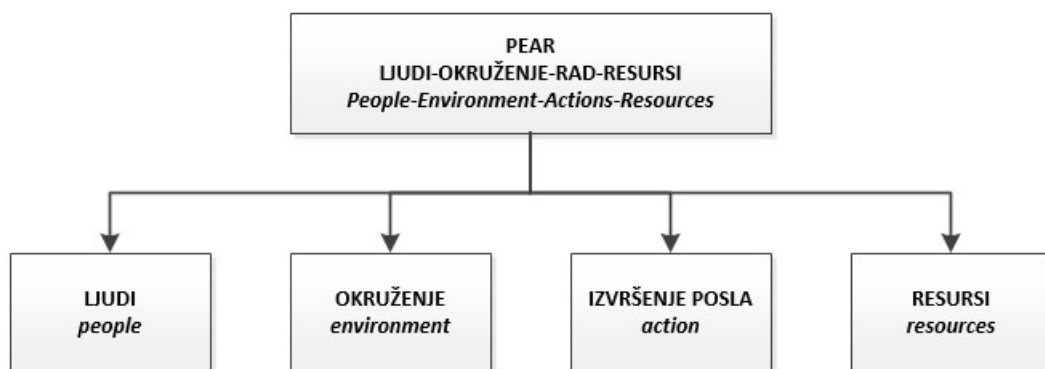 PEAR
LJUDI-OKRUŽENJE-RAD-RESURSI
People-Environment-Actions-Resources
LJUDI
people
OKRUŽENJE
environment
IZVRŠENJE POSLA
action
RESURSI
resources